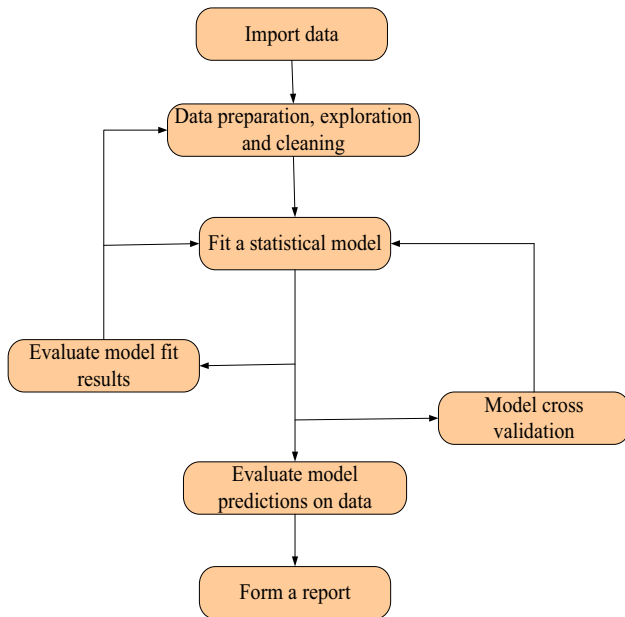 Import data
Data preparation, exploration
and cleaning
Fit a statistical model
Evaluate model fit
results
Model cross
validation
Evaluate model
predictions on data
Form a report